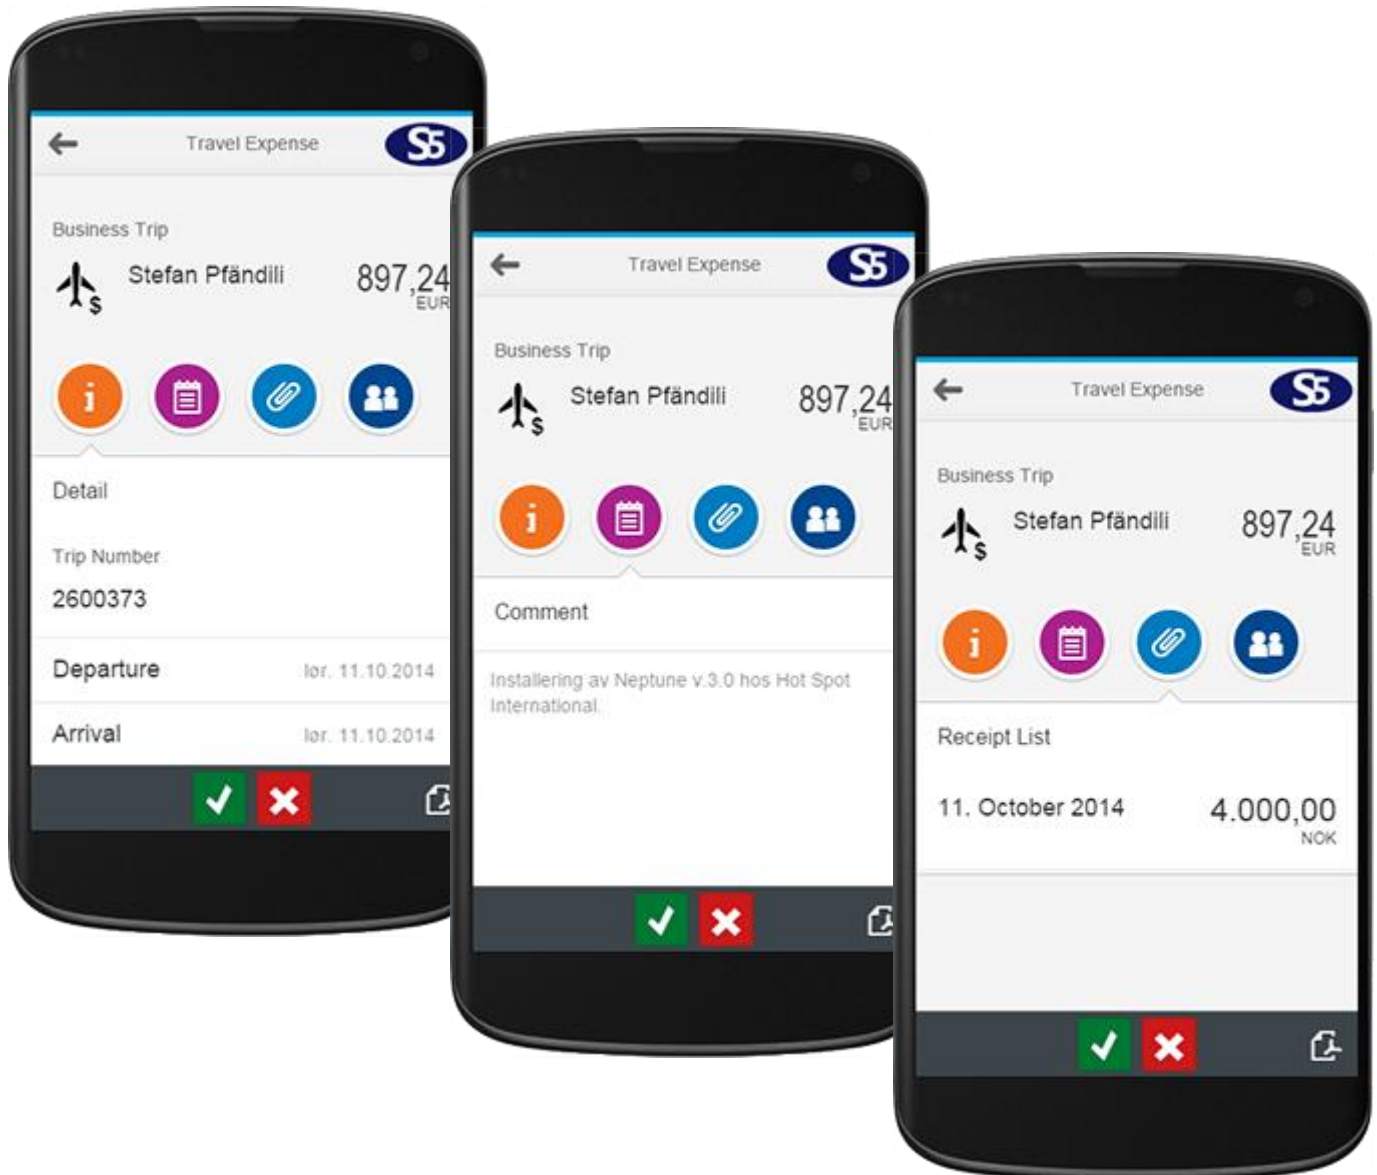 Travel Expense
S5
Business Trip
Stefan Pfändili
897,24
EUR
Detail
Trip Number
2600373
Departure
lør. 11.10.2014
Arrival
lør. 11.10.2014
Travel Expense
S5
Business Trip
Stefan Pfändili
897,24
EUR
Comment
Installering av Neptune v.3.0 hos Hot Spot
International.
Travel Expense
S5
Business Trip
Stefan Pfändili
897,24
EUR
Receipt List
11. October 2014
4.000,00
NOK